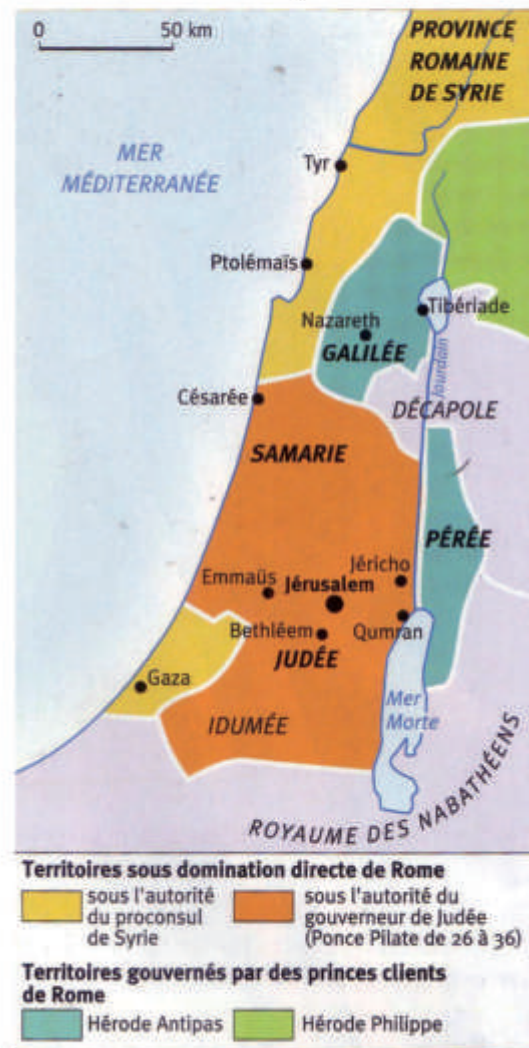 0 50 km
PROVINCE
ROMAINE
DE SYRIE
MER
MÉDITERRANÉE
Tyr
Ptolémaïs
Tibériade
Nazareth
GALILÉE
Jourdain
Césarée
DÉCAPOLE
SAMARIE
PÉRÉE
Jéricho
Emmaüs
Jérusalem
Bethléem
Qumran
JUDÉE
Gaza
Mer
Morte
IDUMÉE
ROYAUME DES NABATHÉENS
Territoires sous domination directe de Rome
sous l'autorité
du proconsul
de Syrie
sous l'autorité du
gouverneur de Judée
(Ponce Pilate de 26 à 36)
Territoires gouvernés par des princes clients
de Rome
Hérode Antipas
Hérode Philippe